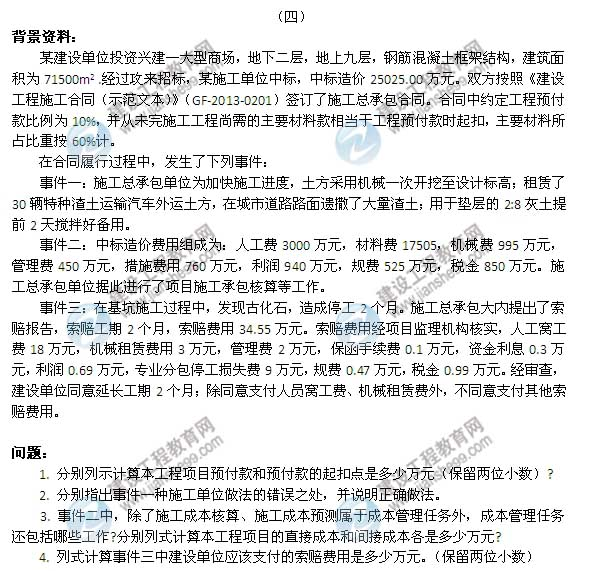 （四）
背景资料：
某建设单位投资兴建一大型商场，地下二层，地上九层，钢筋混凝土框架结构，建筑面
积为 71500m² .经过攻来招标，某施工单位中标，中标造价 25025.00 万元。双方按照《建设
工程施工合同（示范文本）》（GF-2013-0201）签订了施工总承包合同。合同中约定工程预付
款比例为 10%，并从未完施工工程尚需的主要材料款相当于工程预付款时起扣，主要材料所
占比重按 60%计。
在合同履行过程中，发生了下列事件：
事件一：施工总承包单位为加快施工进度，土方采用机械一次开挖至设计标高；租赁了
30 辆特种渣土运输汽车外运土方，在城市道路路面遗撒了大量渣土；用于垫层的 2:8 灰土提
前 2 天搅拌好备用。
事件二：中标造价费用组成为：人工费 3000 万元，材料费 17505，机械费 995 万元，
管理费 450 万元，措施费用 760 万元，利润 940 万元，规费 525 万元，税金 850 万元。施
工总承包单位据此进行了项目施工承包核算等工作。
事件三：在基坑施工过程中，发现古化石，造成停工 2 个月。施工总承包大内提出了索
赔报告，索赔工期 2 个月，索赔费用 34.55 万元。索赔费用经项目监理机构核实，人工窝工
费 18 万元，机械租赁费用 3 万元，管理费 2 万元，保函手续费 0.1 万元，资金利息 0.3 万
元，利润 0.69 万元，专业分包停工损失费 9 万元，规费 0.47 万元，税金 0.99 万元。经审查，
建设单位同意延长工期 2 个月；除同意支付人员窝工费、机械租赁费外，不同意支付其他索
赔费用。
问题：
1. 分别列示计算本工程项目预付款和预付款的起扣点是多少万元（保留两位小数）?
2. 分别指出事件一种施工单位做法的错误之处，并说明正确做法。
3. 事件二中，除了施工成本核算、施工成本预测属于成本管理任务外，成本管理任务
还包括哪些工作?分别列式计算本工程项目的直接成本和间接成本各是多少万元?
4. 列式计算事件三中建设单位应该支付的索赔费用是多少万元。（保留两位小数）
建设工程教育网
www.jianshe99.com